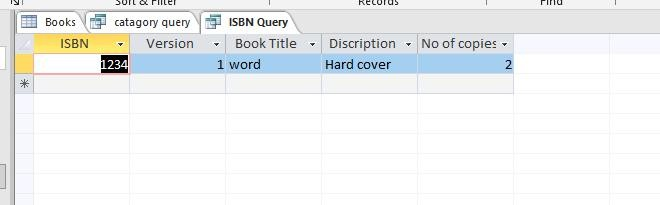 Sort & Filter Records Find
Books catagory query ISBN Query
ISBN Version Book Title Discription No of copies
1234 1 word Hard cover 2